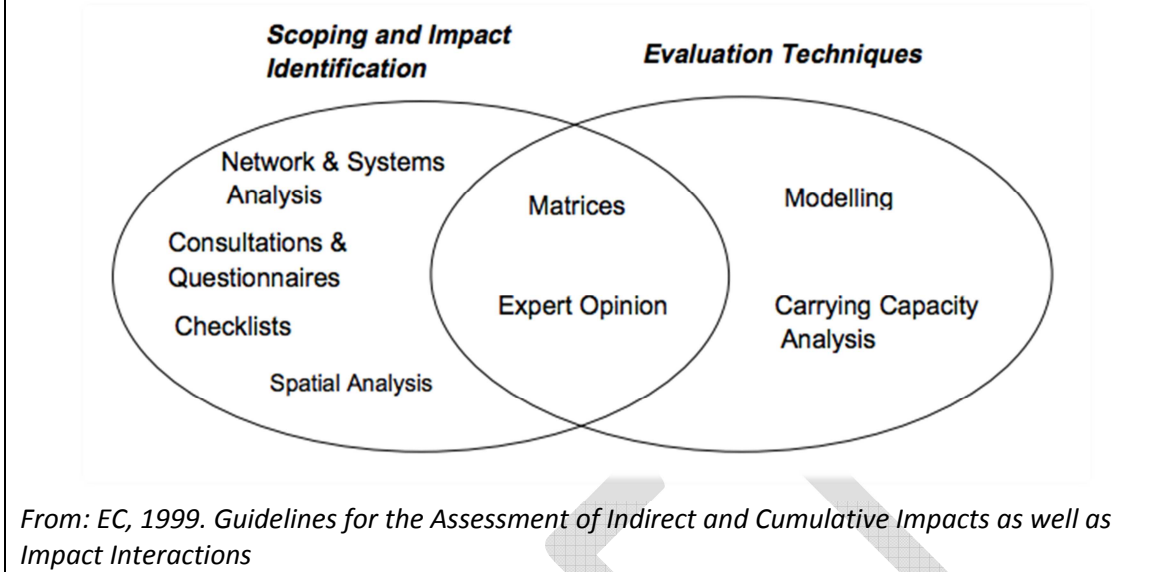 Scoping and Impact
Identification
Evaluation Techniques
Network & Systems
Analysis
Consultations &
Questionnaires
Checklists
Spatial Analysis
Matrices
Expert Opinion
Modelling
Carrying Capacity
Analysis
From: EC, 1999. Guidelines for the Assessment of Indirect and Cumulative Impacts as well as
Impact Interactions